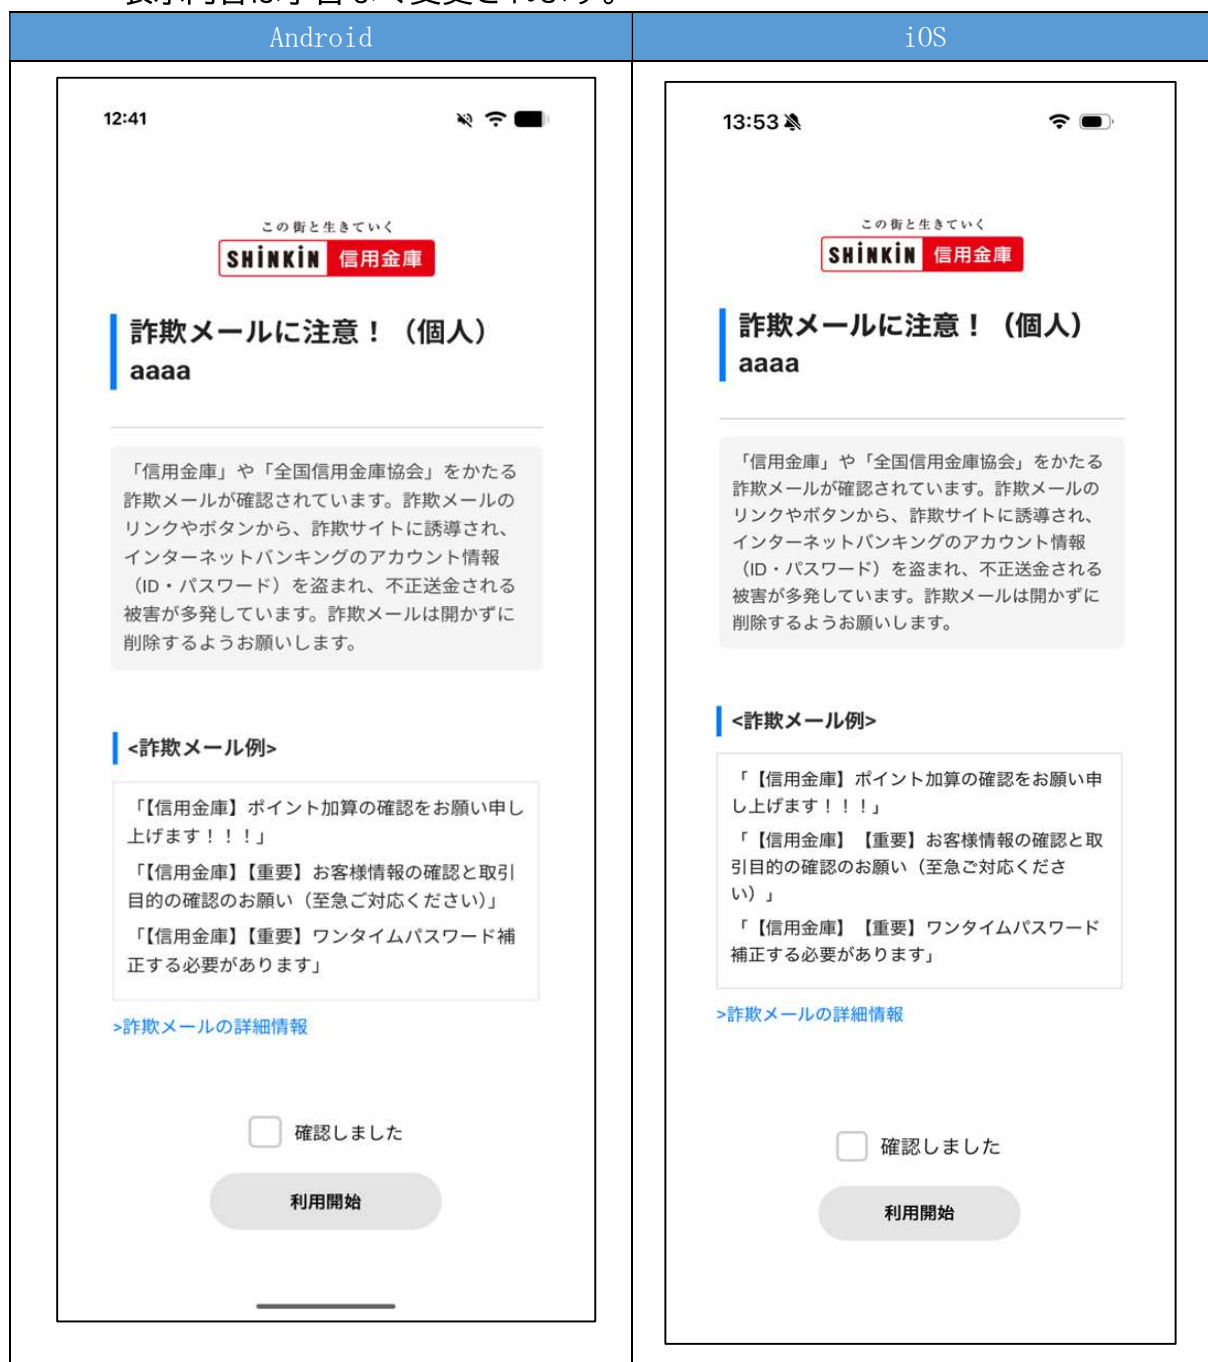 表示内容は予告なく変更されます。
Android
iOS
12:41
この街と生きていく
SHINKIN 信用金庫
詐欺メールに注意！（個人）
aaaa
「信用金庫」や「全国信用金庫協会」をかたる
詐欺メールが確認されています。詐欺メールの
リンクやボタンから、詐欺サイトに誘導され、
インターネットバンキングのアカウント情報
（ID・パスワード）を盗まれ、不正送金される
被害が多発しています。詐欺メールは開かずに
削除するようお願いします。
<詐欺メール例>
「【信用金庫】ポイント加算の確認をお願い申し
上げます！！！」
「【信用金庫】【重要】お客様情報の確認と取引
目的の確認のお願い（至急ご対応ください）」
「【信用金庫】【重要】ワンタイムパスワード補
正する必要があります」
>詐欺メールの詳細情報
確認しました
利用開始
13:53
この街と生きていく
SHINKIN 信用金庫
詐欺メールに注意！（個人）
aaaa
「信用金庫」や「全国信用金庫協会」をかたる
詐欺メールが確認されています。詐欺メールの
リンクやボタンから、詐欺サイトに誘導され、
インターネットバンキングのアカウント情報
（ID・パスワード）を盗まれ、不正送金される
被害が多発しています。詐欺メールは開かずに
削除するようお願いします。
<詐欺メール例>
「【信用金庫】ポイント加算の確認をお願い申
し上げます！！！」
「【信用金庫】【重要】お客様情報の確認と取
引目的の確認のお願い（至急ご対応くださ
い）」
「【信用金庫】【重要】ワンタイムパスワード
補正する必要があります」
>詐欺メールの詳細情報
確認しました
利用開始